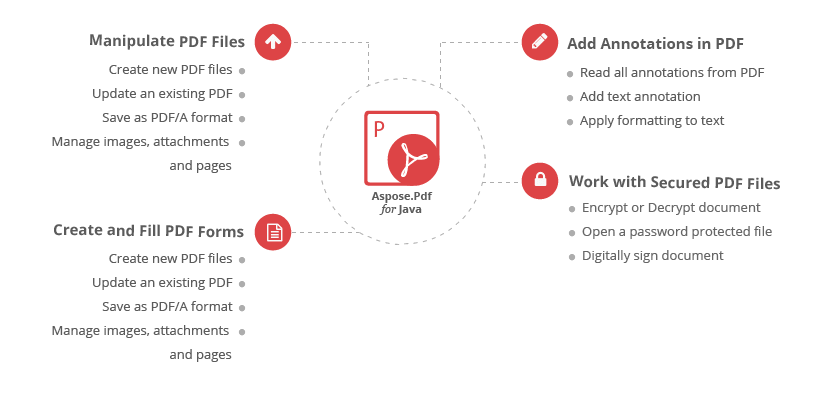 Manipulate PDF Files
Create new PDF files
Update an existing PDF
Save as PDF/A format
Manage images, attachments
and pages
Create and Fill PDF Forms
Create new PDF files
Update an existing PDF
Save as PDF/A format
Manage images, attachments
and pages
P
Aspose.Pdf
for Java
Add Annotations in PDF
Read all annotations from PDF
Add text annotation
Apply formatting to text
Work with Secured PDF Files
Encrypt or Decrypt document
Open a password protected file
Digitally sign document